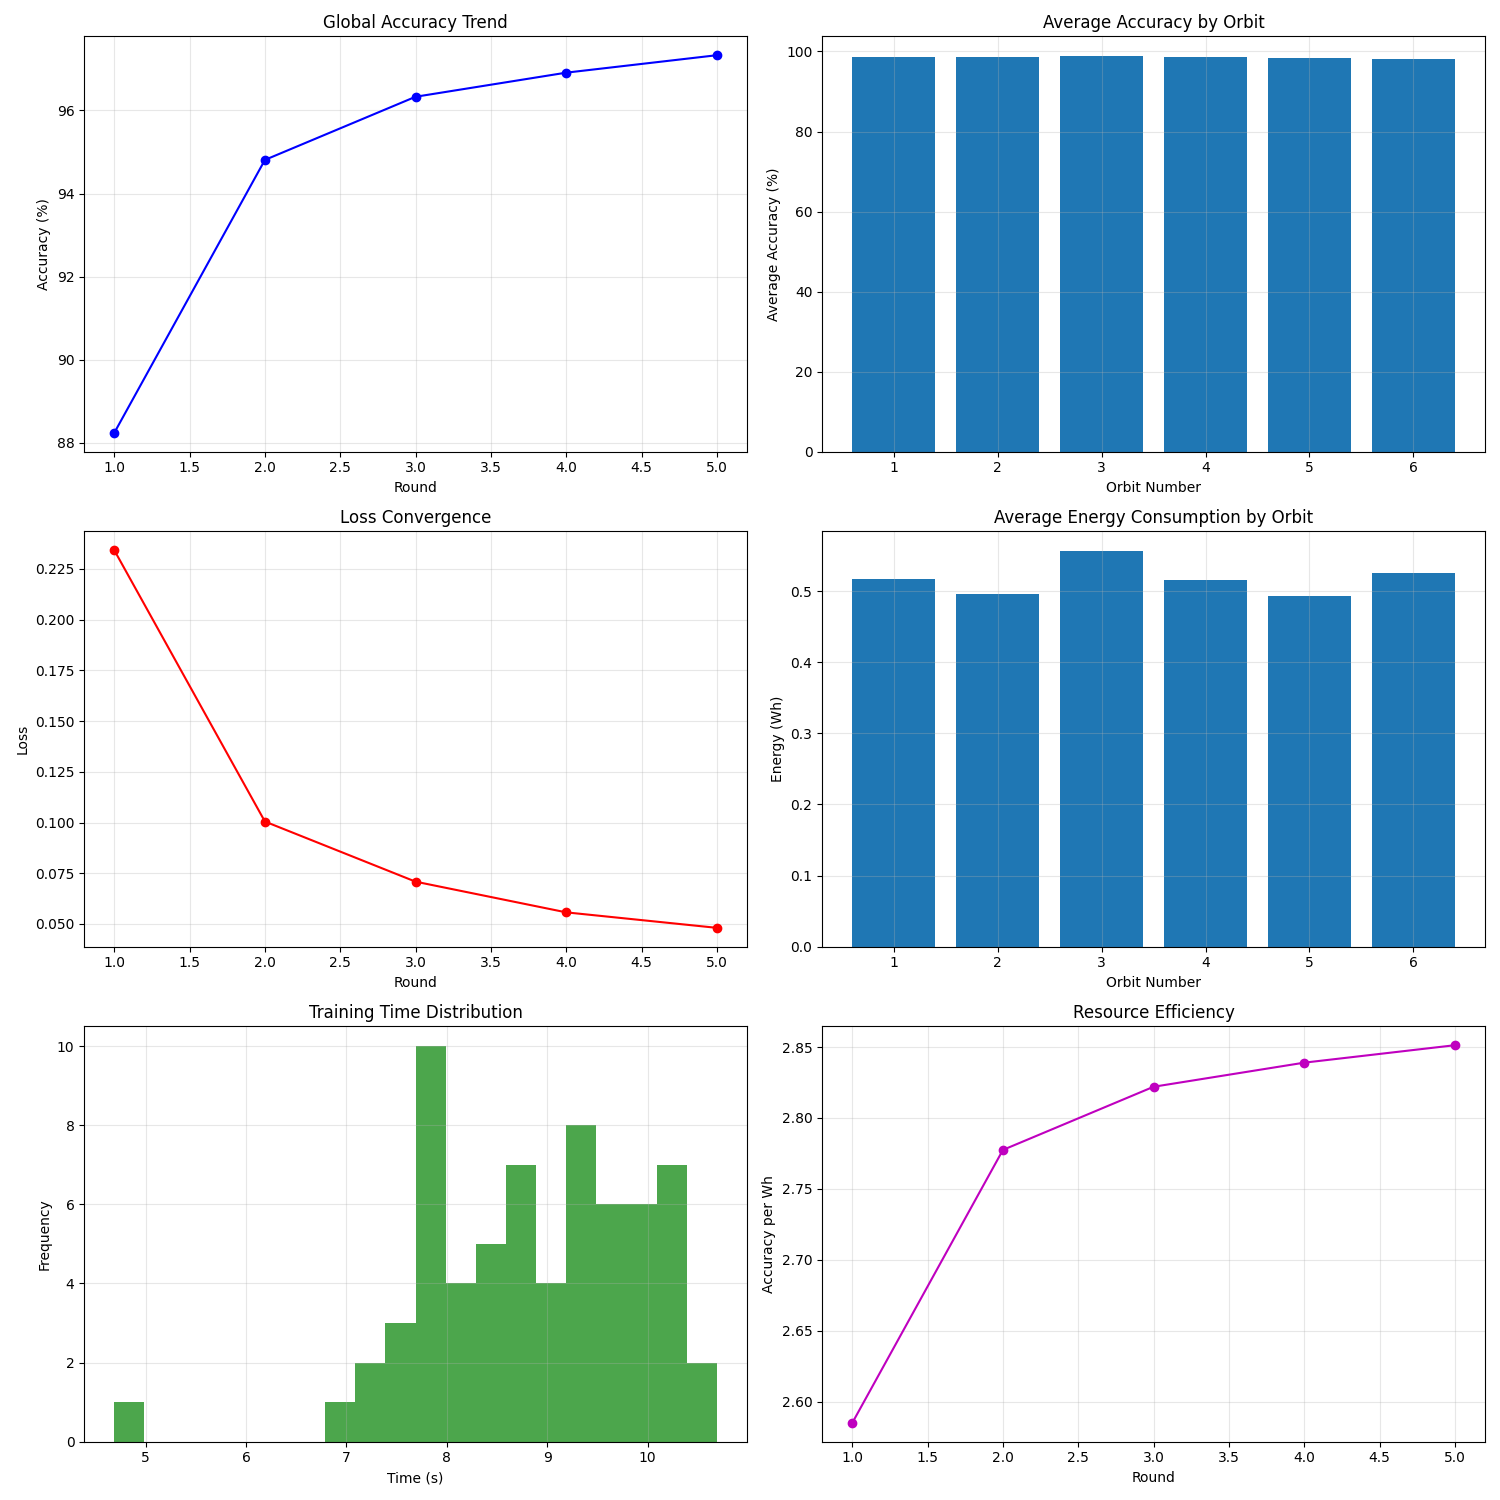 Global Accuracy Trend
Accuracy (%)
96
94
92
90
88
1.0 1.5 2.0 2.5 3.0 3.5 4.0 4.5 5.0
Round
Average Accuracy by Orbit
Average Accuracy (%)
100
80
60
40
20
0
1 2 3 4 5 6
Orbit Number
Loss Convergence
Loss
0.225
0.200
0.175
0.150
0.125
0.100
0.075
0.050
1.0 1.5 2.0 2.5 3.0 3.5 4.0 4.5 5.0
Round
Average Energy Consumption by Orbit
Energy (Wh)
0.5
0.4
0.3
0.2
0.1
0.0
1 2 3 4 5 6
Orbit Number
Training Time Distribution
Frequency
10
8
6
4
2
0
5 6 7 8 9 10
Time (s)
Resource Efficiency
Accuracy per Wh
2.85
2.80
2.75
2.70
2.65
2.60
1.0 1.5 2.0 2.5 3.0 3.5 4.0 4.5 5.0
Round